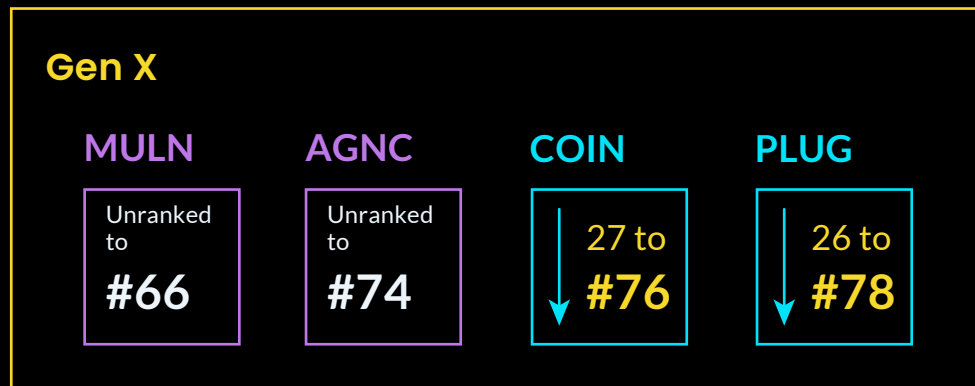 Gen X
MULN
Unranked
to
#66
AGNC
Unranked
to
#74
COIN
27 to
#76
PLUG
26 to
#78